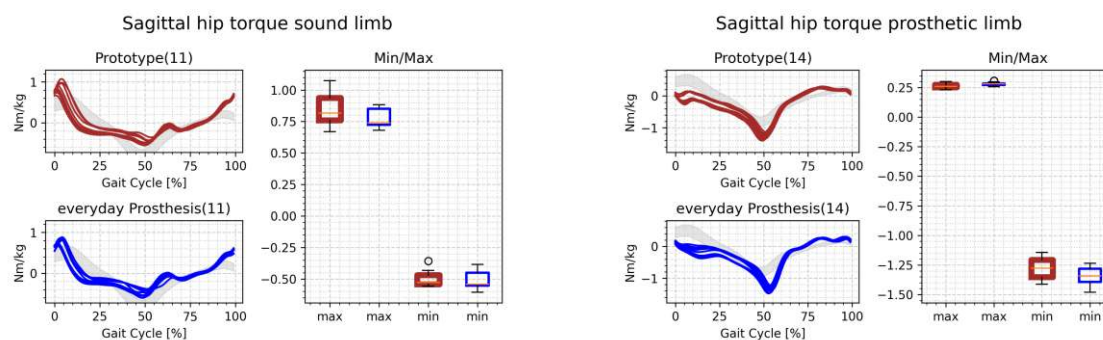 Sagittal hip torque sound limb
Prototype(11)
Nm/kg
1
0
0 25 50 75 100
Gait Cycle [%]
everyday Prosthesis(11)
Nm/kg
1
0
0 25 50 75 100
Gait Cycle [%]
Min/Max
1.00
0.75
0.50
0.25
0.00
−0.25
−0.50
max max min min
Sagittal hip torque prosthetic limb
Prototype(14)
Nm/kg
0
−1
0 25 50 75 100
Gait Cycle [%]
everyday Prosthesis(14)
Nm/kg
0
−1
0 25 50 75 100
Gait Cycle [%]
Min/Max
0.25
0.00
−0.25
−0.50
−0.75
−1.00
−1.25
−1.50
max max min min